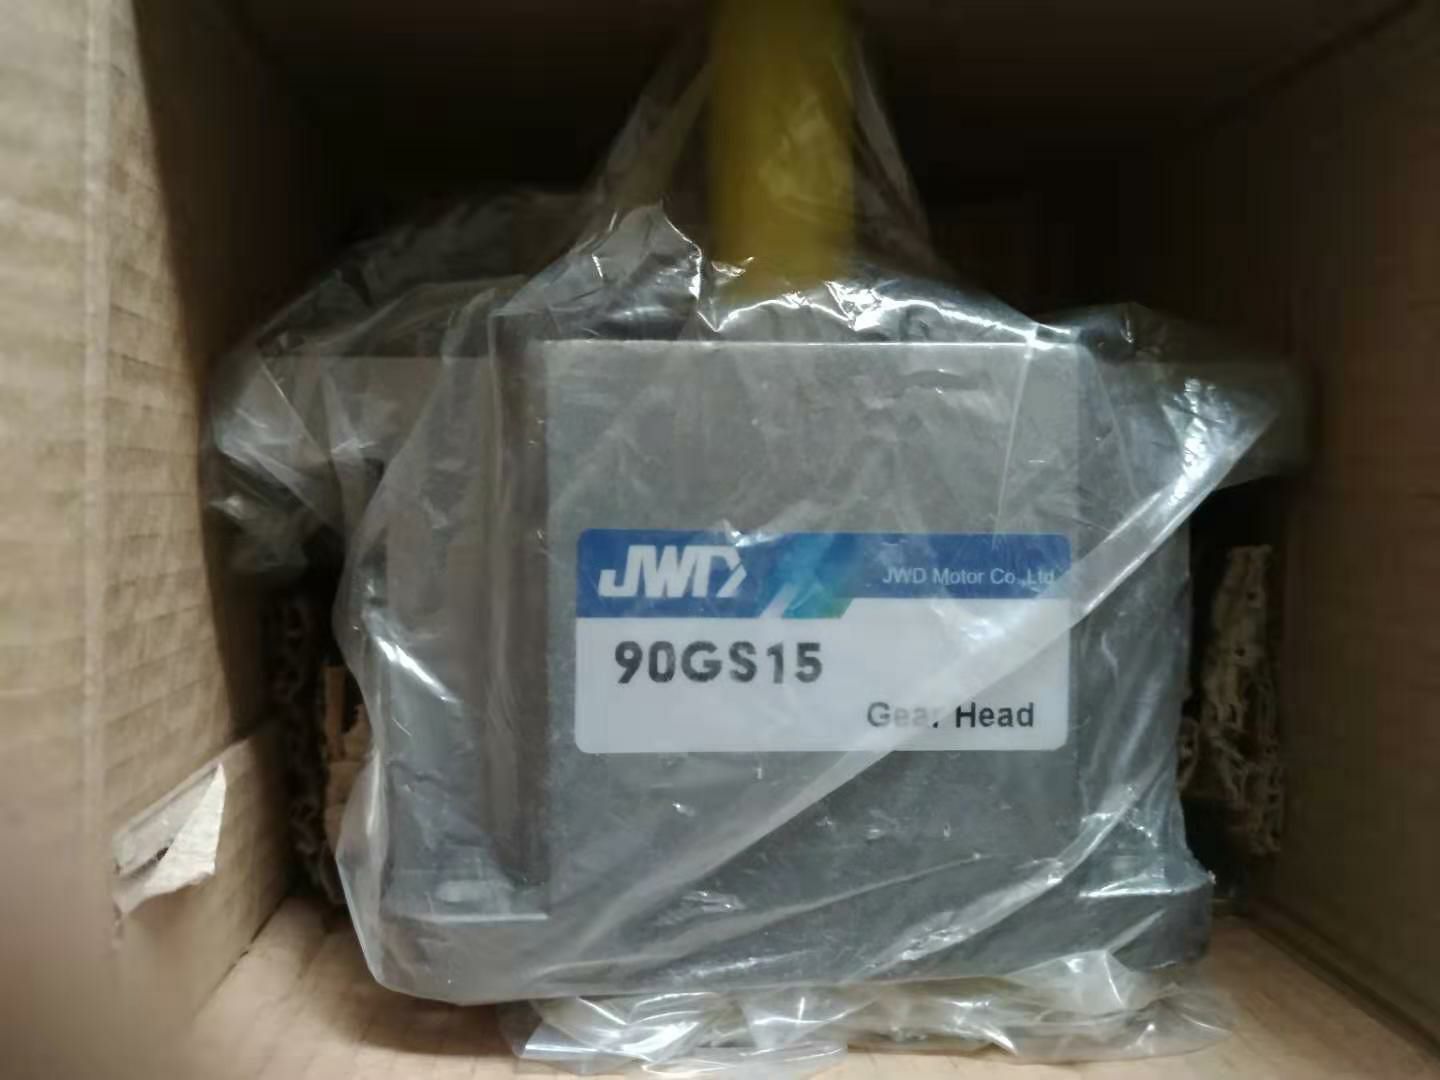 JWD
JWD Motor Co.,Ltd
90GS15
Gear Head